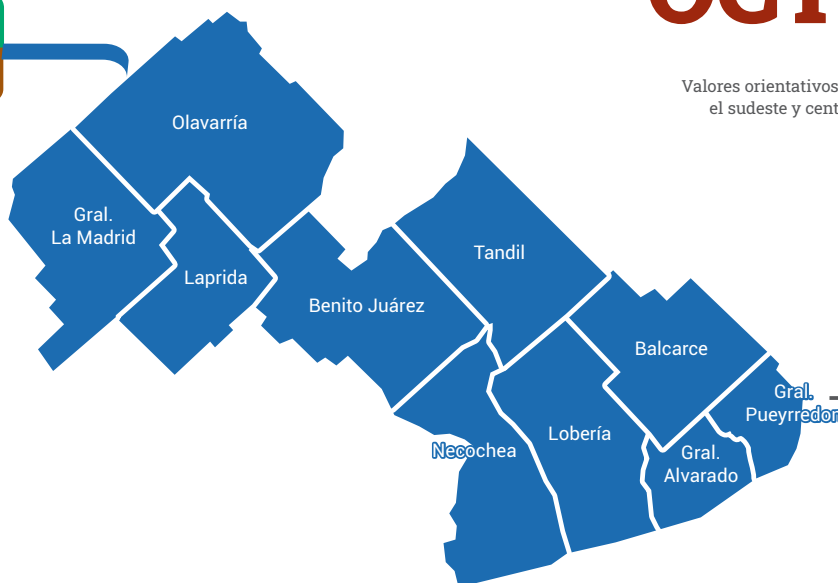 Valores orientativos
el sudeste y cent
Olavarría
Gral.
La Madrid
Laprida
Benito Juárez
Tandil
Balcarce
Gral.
Pueyrredon
Necochea
Lobería
Gral.
Alvarado